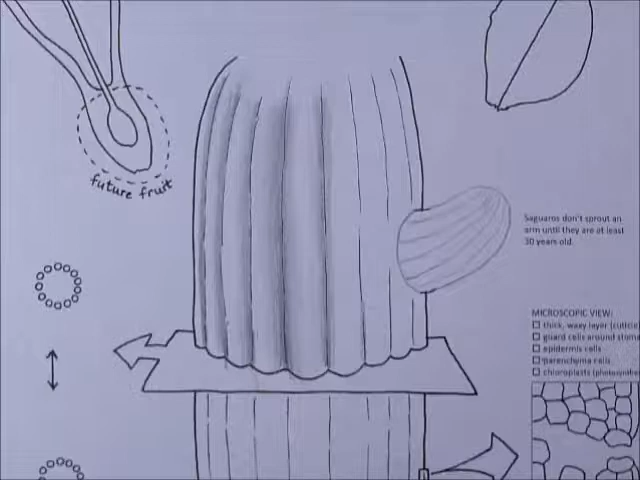 future fruit
Saguaros don't sprout an
arm until they are at least
30 years old.
MICROSCOPIC VIEW:
thick, waxy layer (cuticle
guard cells around stoma
epidermis cells
parenchyma cells
chloroplasts (photosynthe